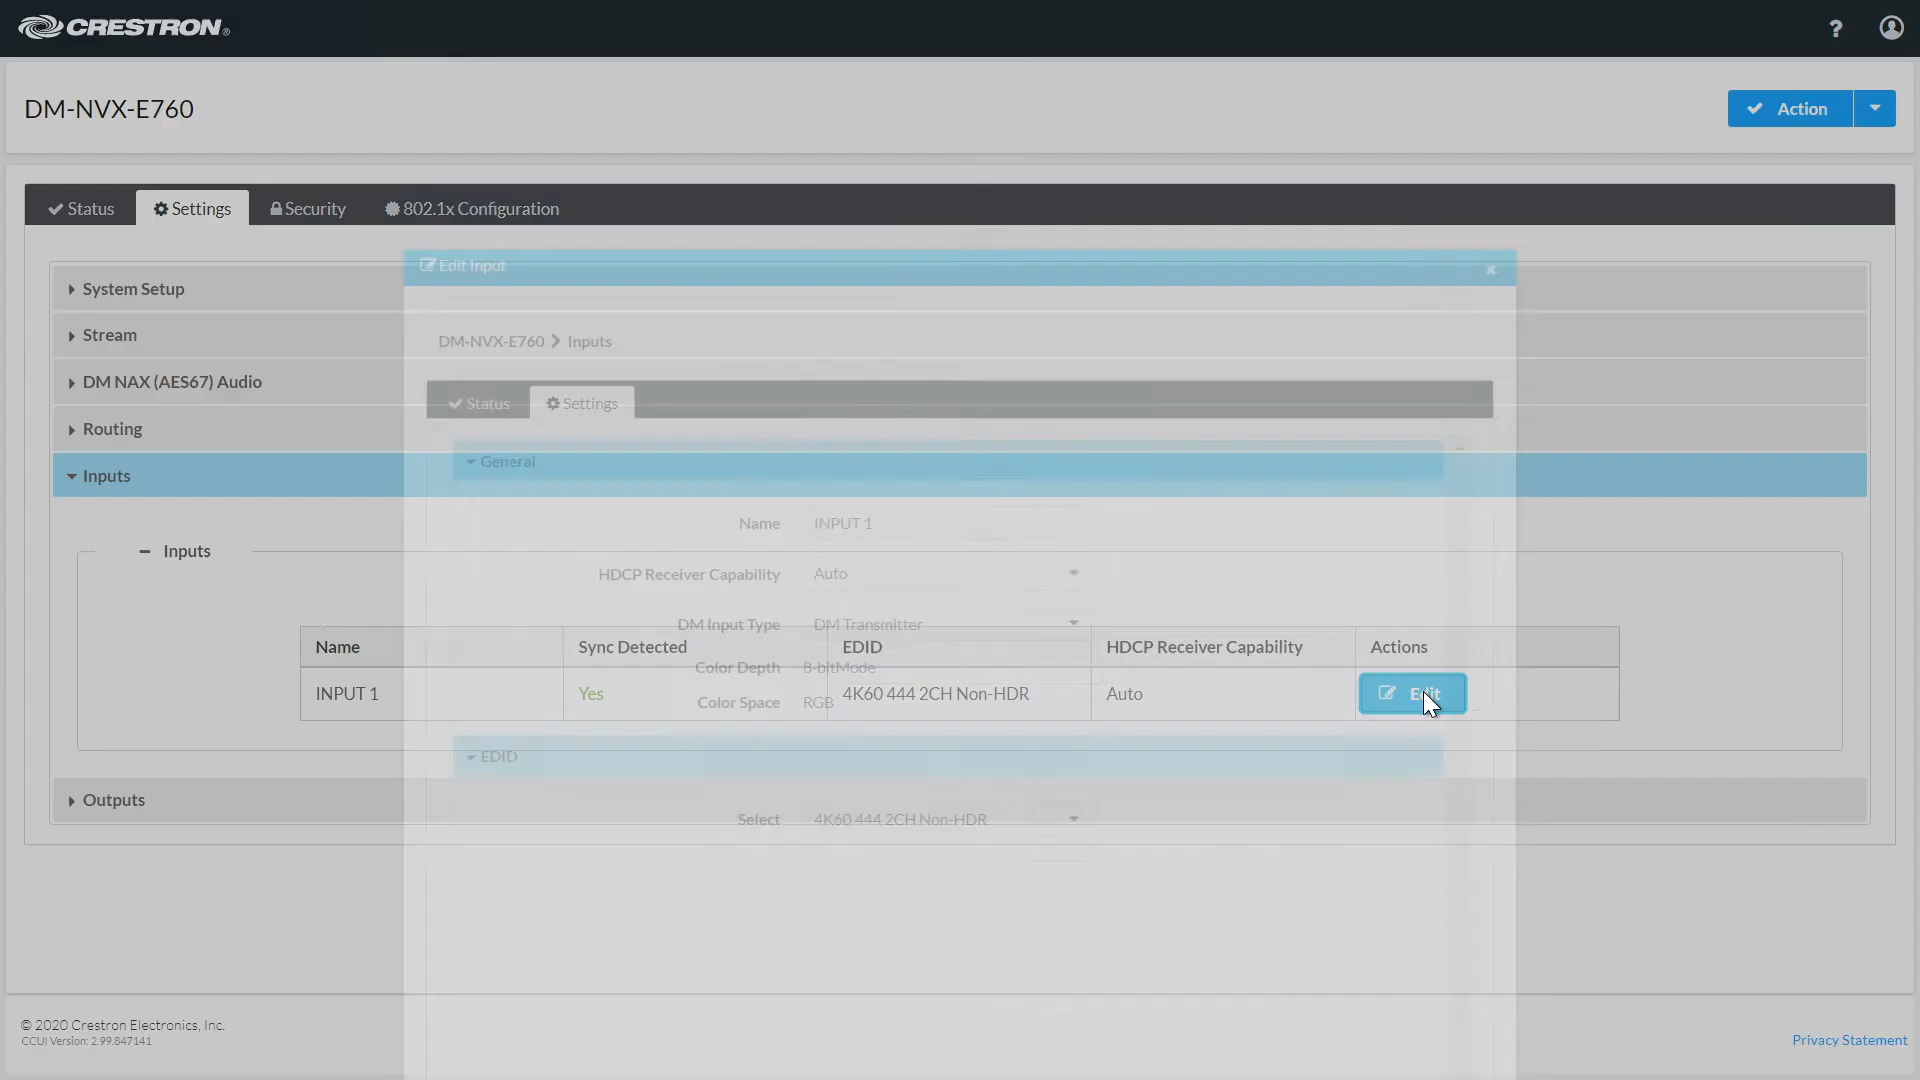 CRESTRON®
?
DM-NVX-E760
Action
Status
Settings
Security
802.1x Configuration
Edit Input
×
System Setup
Stream
DM-NVX-E760 > Inputs
DM NAX (AES67) Audio
Status
Settings
Routing
General
Inputs
Name INPUT 1
Inputs
HDCP Receiver Capability Auto
DM Input Type DM Transmitter
Name Sync Detected EDID HDCP Receiver Capability Actions
Color Depth 8-bitMode
INPUT 1 Yes 4K60 444 2CH Non-HDR Auto Edit
Color Space RGB
EDID
Outputs
Select 4K60 444 2CH Non-HDR
© 2020 Crestron Electronics, Inc.
CCUI Version: 2.99.847141
Privacy Statement